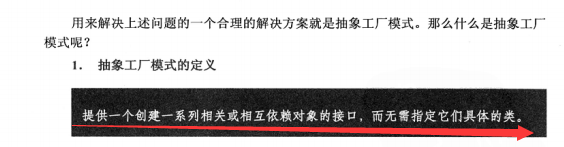 用来解决上述问题的一个合理的解决方案就是抽象工厂模式。那么什么是抽象工厂
模式呢?
1. 抽象工厂模式的定义
提供一个创建一系列相关或相互依赖对象的接口，而无需指定它们具体的类。